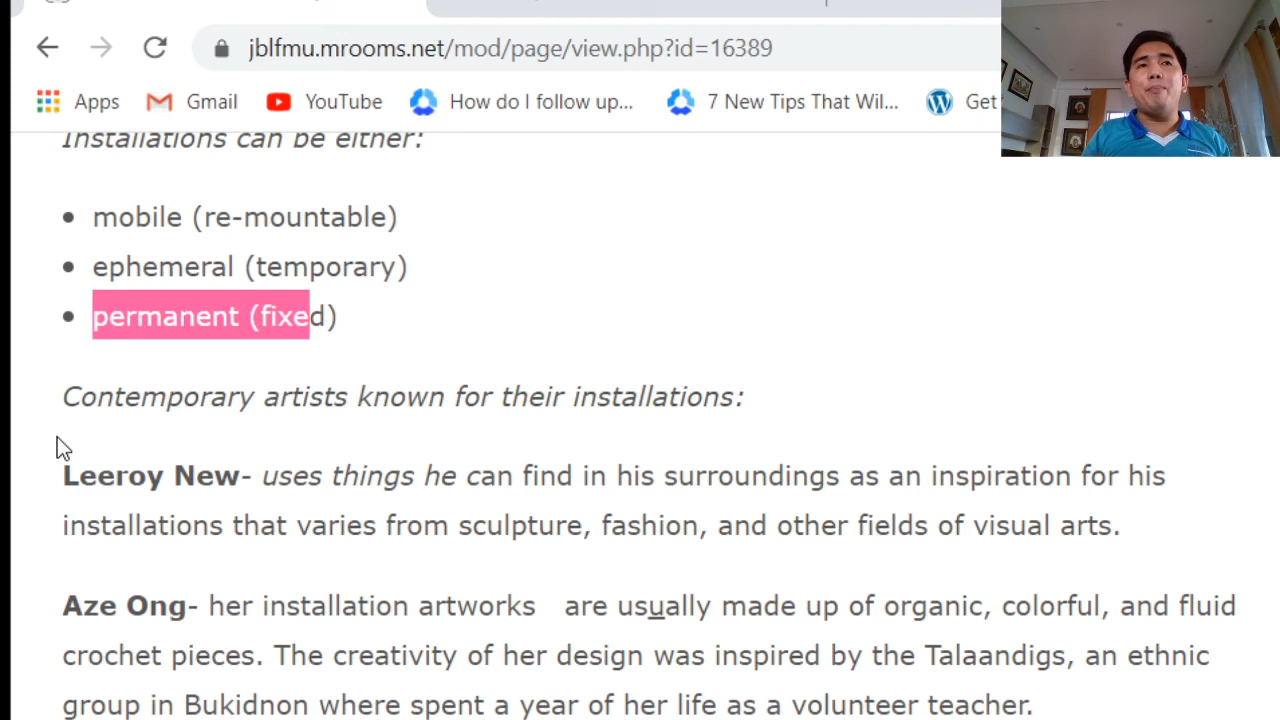 jblfmu.mrooms.net/mod/page/view.php?id=16389
Apps Gmail YouTube How do I follow up... 7 New Tips That Wil... Get
Installations can be either:
• mobile (re-mountable)
• ephemeral (temporary)
• permanent (fixed)
Contemporary artists known for their installations:
Leeroy New- uses things he can find in his surroundings as an inspiration for his
installations that varies from sculpture, fashion, and other fields of visual arts.
Aze Ong- her installation artworks are usually made up of organic, colorful, and fluid
crochet pieces. The creativity of her design was inspired by the Talaandigs, an ethnic
group in Bukidnon where spent a year of her life as a volunteer teacher.